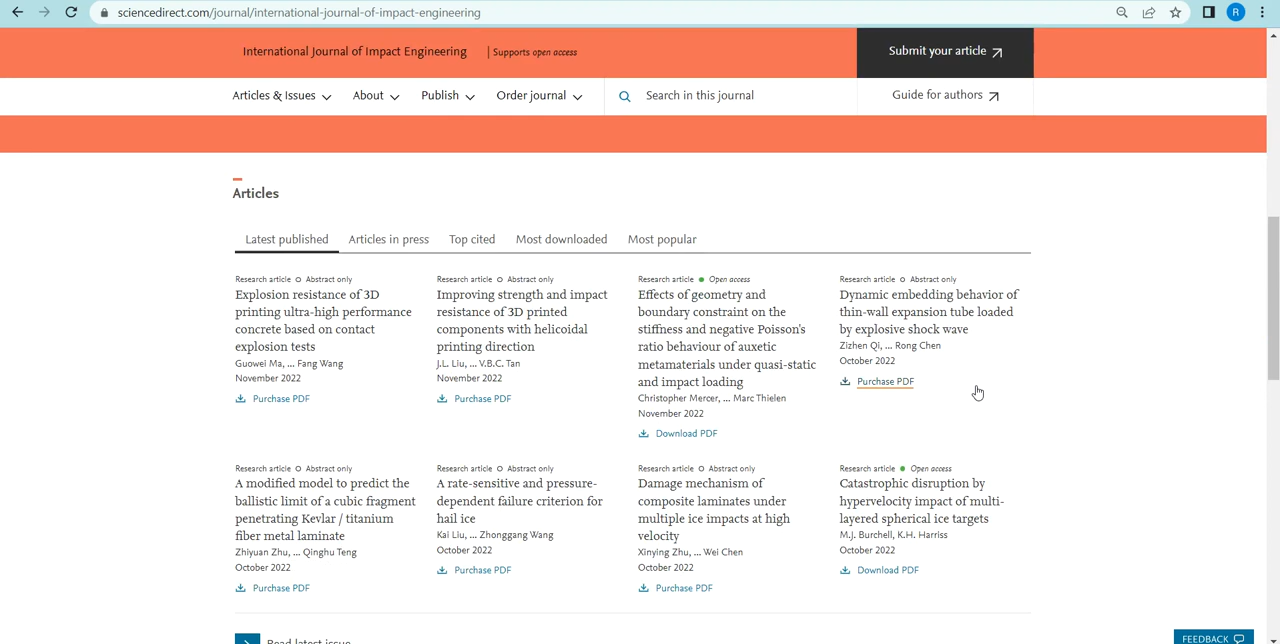 sciencedirect.com/journal/international-journal-of-impact-engineering
R
International Journal of Impact Engineering | Supports open access
Submit your article
Articles & Issues About Publish Order journal Search in this journal Guide for authors
Articles
Latest published Articles in press Top cited Most downloaded Most popular
Research article Abstract only
Explosion resistance of 3D
printing ultra-high performance
concrete based on contact
explosion tests
Guowei Ma, ... Fang Wang
November 2022
Purchase PDF
Research article Abstract only
Improving strength and impact
resistance of 3D printed
components with helicoidal
printing direction
J.L. Liu, ... V.B.C. Tan
November 2022
Purchase PDF
Research article Open access
Effects of geometry and
boundary constraint on the
stiffness and negative Poisson's
ratio behaviour of auxetic
metamaterials under quasi-static
and impact loading
Christopher Mercer, ... Marc Thielen
November 2022
Download PDF
Research article Abstract only
Dynamic embedding behavior of
thin-wall expansion tube loaded
by explosive shock wave
Zizhen Qi, ... Rong Chen
October 2022
Purchase PDF
Research article Abstract only
A modified model to predict the
ballistic limit of a cubic fragment
penetrating Kevlar / titanium
fiber metal laminate
Zhiyuan Zhu, ... Qinghu Teng
October 2022
Purchase PDF
Research article Abstract only
A rate-sensitive and pressure-
dependent failure criterion for
hail ice
Kai Liu, ... Zhonggang Wang
October 2022
Purchase PDF
Research article Abstract only
Damage mechanism of
composite laminates under
multiple ice impacts at high
velocity
Xinying Zhu, ... Wei Chen
October 2022
Purchase PDF
Research article Open access
Catastrophic disruption by
hypervelocity impact of multi-
layered spherical ice targets
M.J. Burchell, K.H. Harriss
October 2022
Download PDF
Read latest issue
FEEDBACK